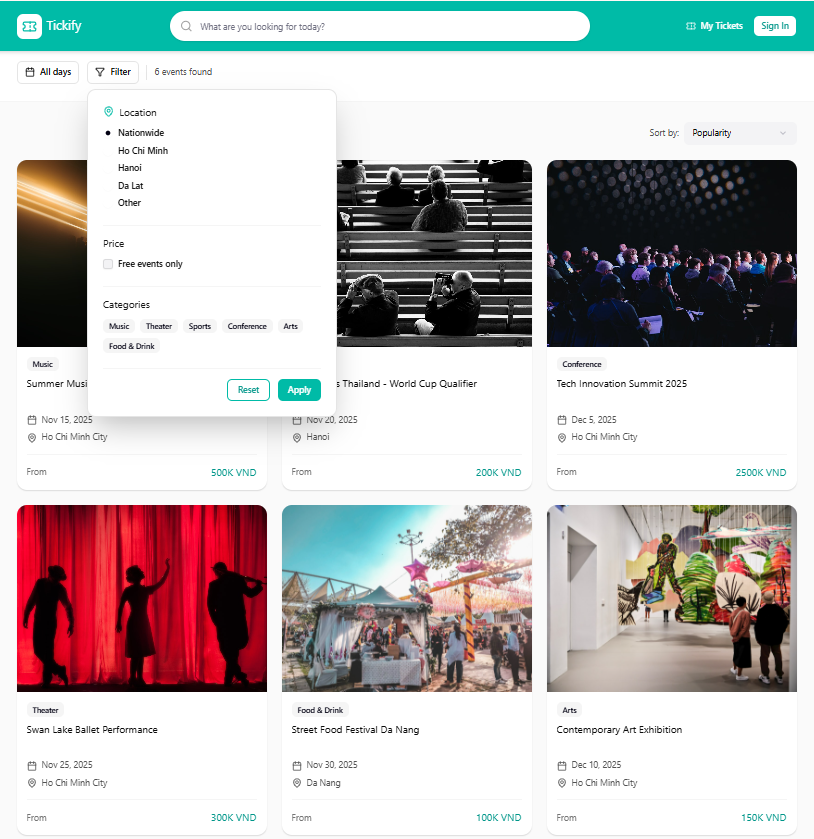 Tickify
What are you looking for today?
My Tickets
Sign In
All days
Filter
6 events found
Location
Nationwide
Ho Chi Minh
Hanoi
Da Lat
Other
Price
Free events only
Categories
Music Theater Sports Conference Arts
Food & Drink
Reset
Apply
Sort by:
Popularity
Music
Summer Musi
Nov 15, 2025
Ho Chi Minh City
From
500K VND
s Thailand - World Cup Qualifier
Nov 20, 2025
Hanoi
From
200K VND
Conference
Tech Innovation Summit 2025
Dec 5, 2025
Ho Chi Minh City
From
2500K VND
Theater
Swan Lake Ballet Performance
Nov 25, 2025
Ho Chi Minh City
From
300K VND
Food & Drink
Street Food Festival Da Nang
Nov 30, 2025
Da Nang
From
100K VND
Arts
Contemporary Art Exhibition
Dec 10, 2025
Ho Chi Minh City
From
150K VND